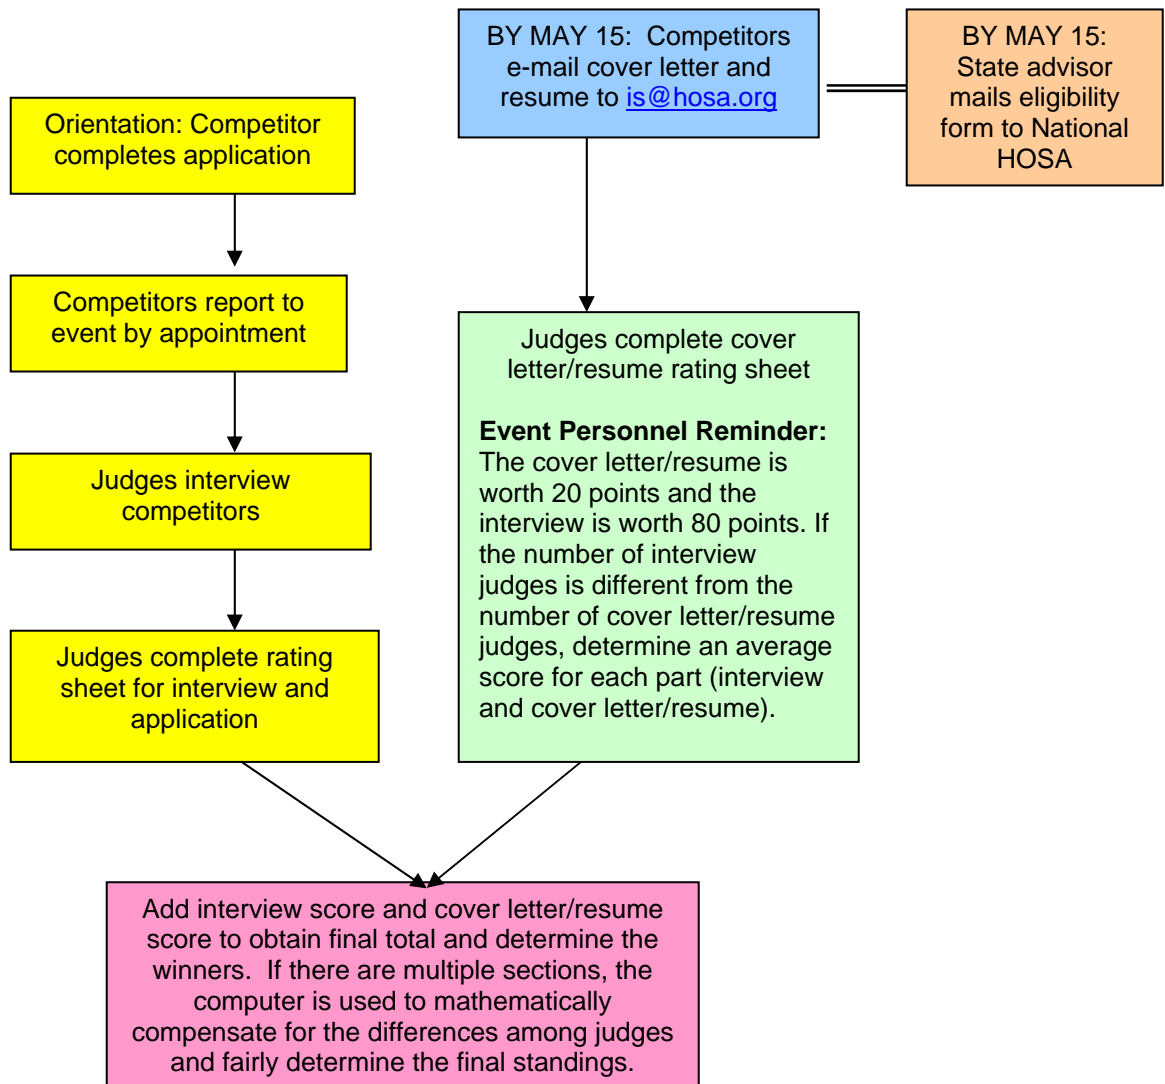 Orientation: Competitor
completes application
Competitors report to
event by appointment
Judges interview
competitors
Judges complete rating
sheet for interview and
application
BY MAY 15:  Competitors
e-mail cover letter and
resume to is@hosa.org
BY MAY 15:
State advisor
mails eligibility
form to National
HOSA
Judges complete cover
letter/resume rating sheet
Event Personnel Reminder:
The cover letter/resume is
worth 20 points and the
interview is worth 80 points. If
the number of interview
judges is different from the
number of cover letter/resume
judges, determine an average
score for each part (interview
and cover letter/resume).
Add interview score and cover letter/resume
score to obtain final total and determine the
winners.  If there are multiple sections, the
computer is used to mathematically
compensate for the differences among judges
and fairly determine the final standings.